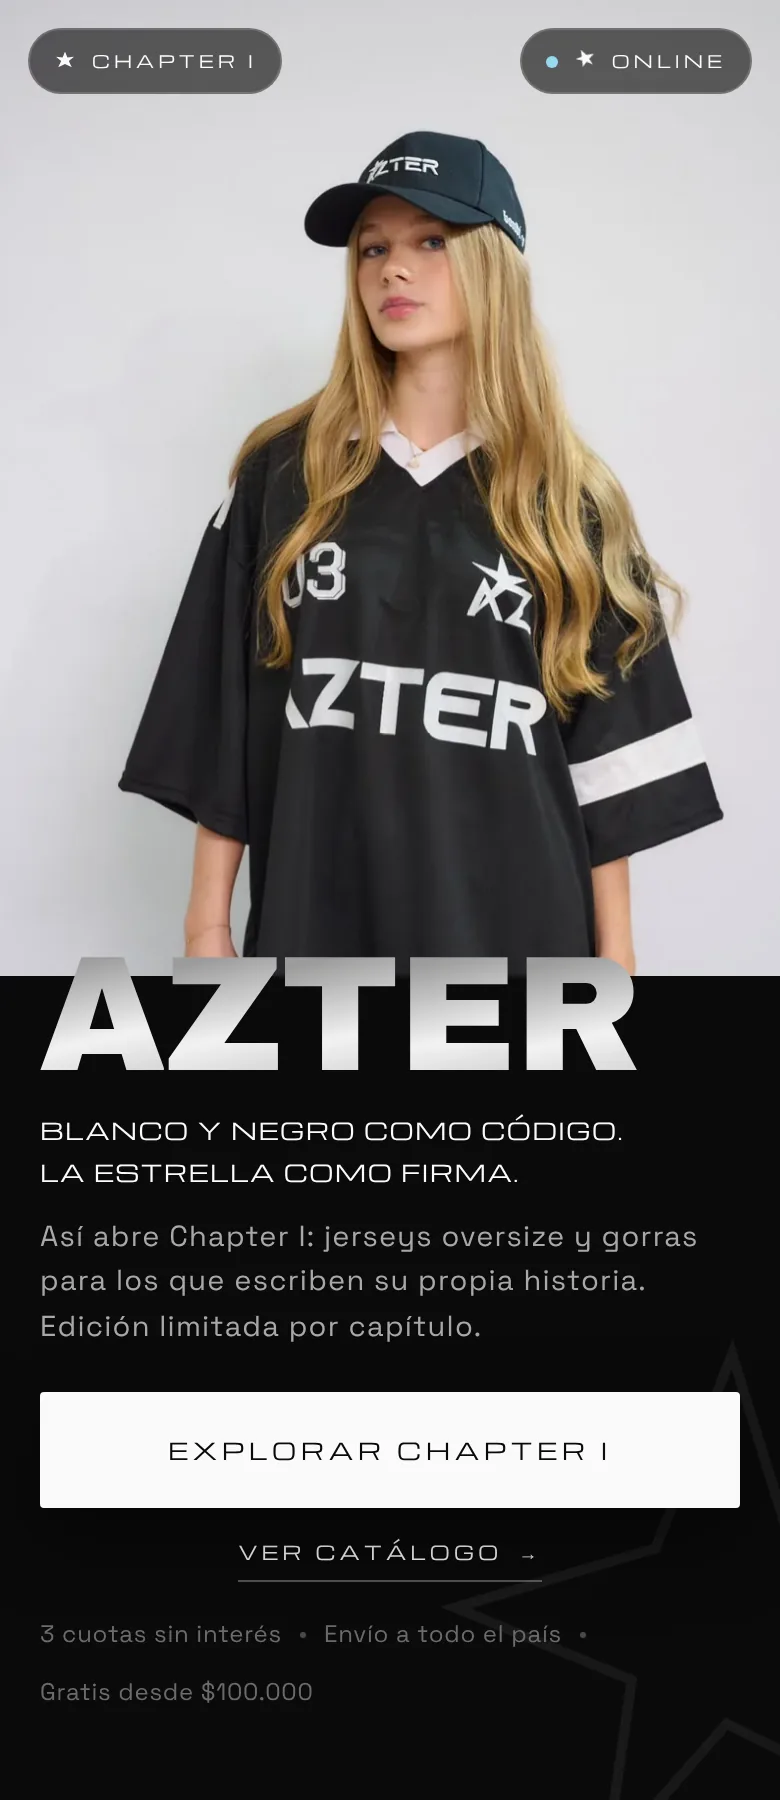 ★ CHAPTER I
★ ONLINE
AZTER
03
AZ
AZTER
AZTER
BLANCO Y NEGRO COMO CÓDIGO.
LA ESTRELLA COMO FIRMA.
Así abre Chapter I: jerseys oversize y gorras
para los que escriben su propia historia.
Edición limitada por capítulo.
EXPLORAR CHAPTER I
VER CATÁLOGO →
3 cuotas sin interés • Envío a todo el país •
Gratis desde $100.000